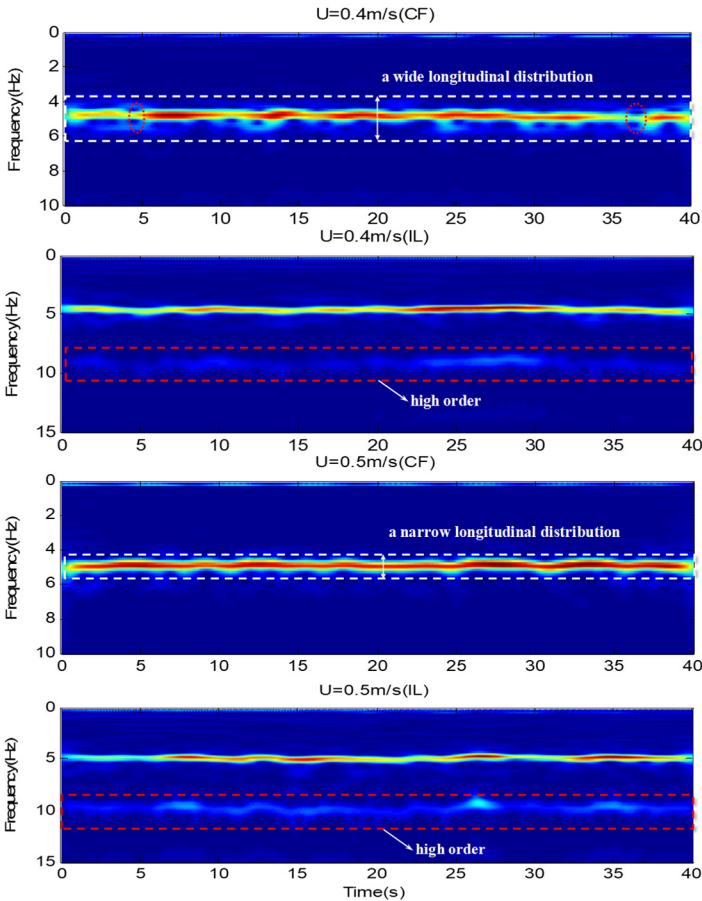 U=0.4m/s(CF)
0
a wide longitudinal distribution
2
4
6
8
10
Frequency(Hz)
0 5 10 15 20 25 30 35 40
U=0.4m/s(IL)
0
5
10
15
Frequency(Hz)
high order
0 5 10 15 20 25 30 35 40
U=0.5m/s(CF)
0
2
a narrow longitudinal distribution
4
6
8
10
Frequency(Hz)
0 5 10 15 20 25 30 35 40
U=0.5m/s(IL)
0
5
10
15
Frequency(Hz)
high order
0 5 10 15 20 25 30 35 40
Time(s)